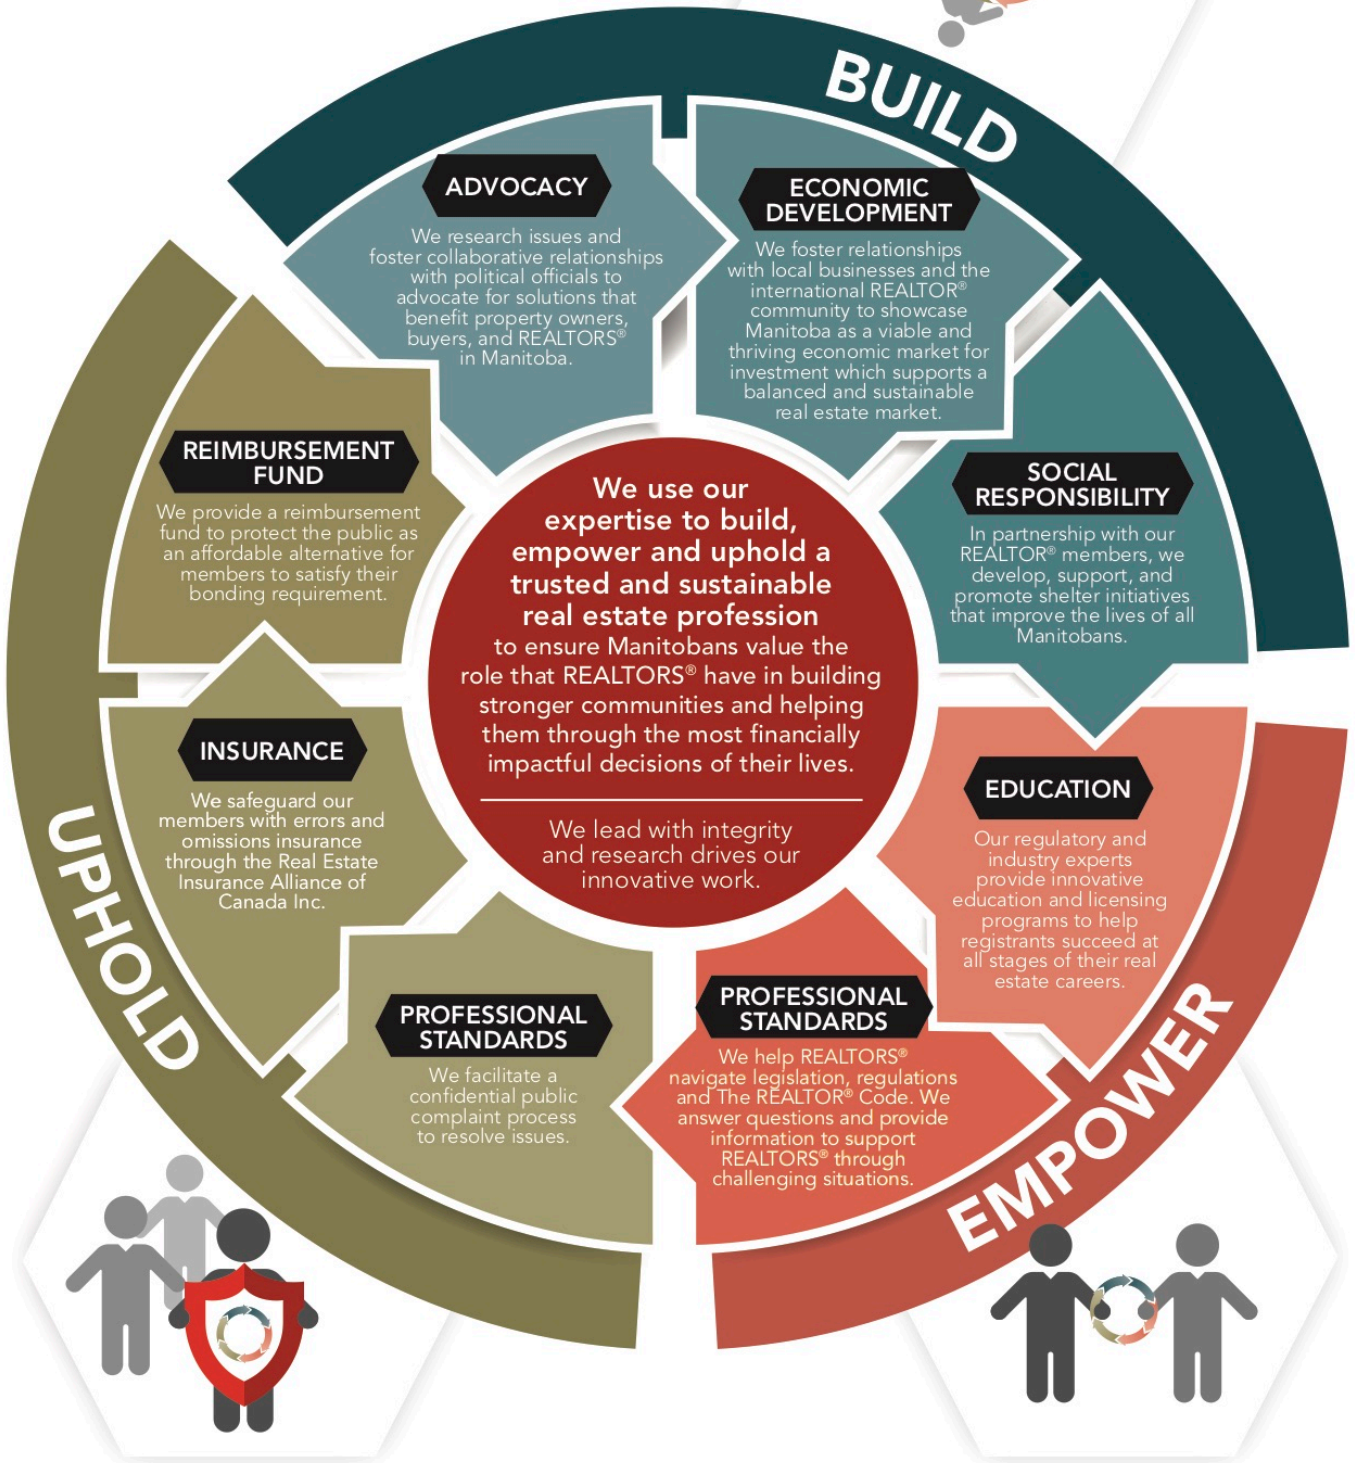 BUILD
ADVOCACY
We research issues and
foster collaborative relationships
with political officials to
advocate for solutions that
benefit property owners,
buyers, and REALTORS®
in Manitoba.
ECONOMIC
DEVELOPMENT
We foster relationships
with local businesses and the
international REALTOR®
community to showcase
Manitoba as a viable and
thriving economic market for
investment which supports a
balanced and sustainable
real estate market.
SOCIAL
RESPONSIBILITY
In partnership with our
REALTOR® members, we
develop, support, and
promote shelter initiatives
that improve the lives of all
Manitobans.
EMPOWER
EDUCATION
Our regulatory and
industry experts
provide innovative
education and licensing
programs to help
registrants succeed at
all stages of their real
estate careers.
PROFESSIONAL
STANDARDS
We help REALTORS®
navigate legislation, regulations
and The REALTOR® Code. We
answer questions and provide
information to support
REALTORS® through
challenging situations.
UPHOLD
PROFESSIONAL
STANDARDS
We facilitate a
confidential public
complaint process
to resolve issues.
INSURANCE
We safeguard our
members with errors and
omissions insurance
through the Real Estate
Insurance Alliance of
Canada Inc.
REIMBURSEMENT
FUND
We provide a reimbursement
fund to protect the public as
an affordable alternative for
members to satisfy their
bonding requirement.
We use our
expertise to build,
empower and uphold a
trusted and sustainable
real estate profession
to ensure Manitobans value the
role that REALTORS® have in building
stronger communities and helping
them through the most financially
impactful decisions of their lives.
We lead with integrity
and research drives our
innovative work.